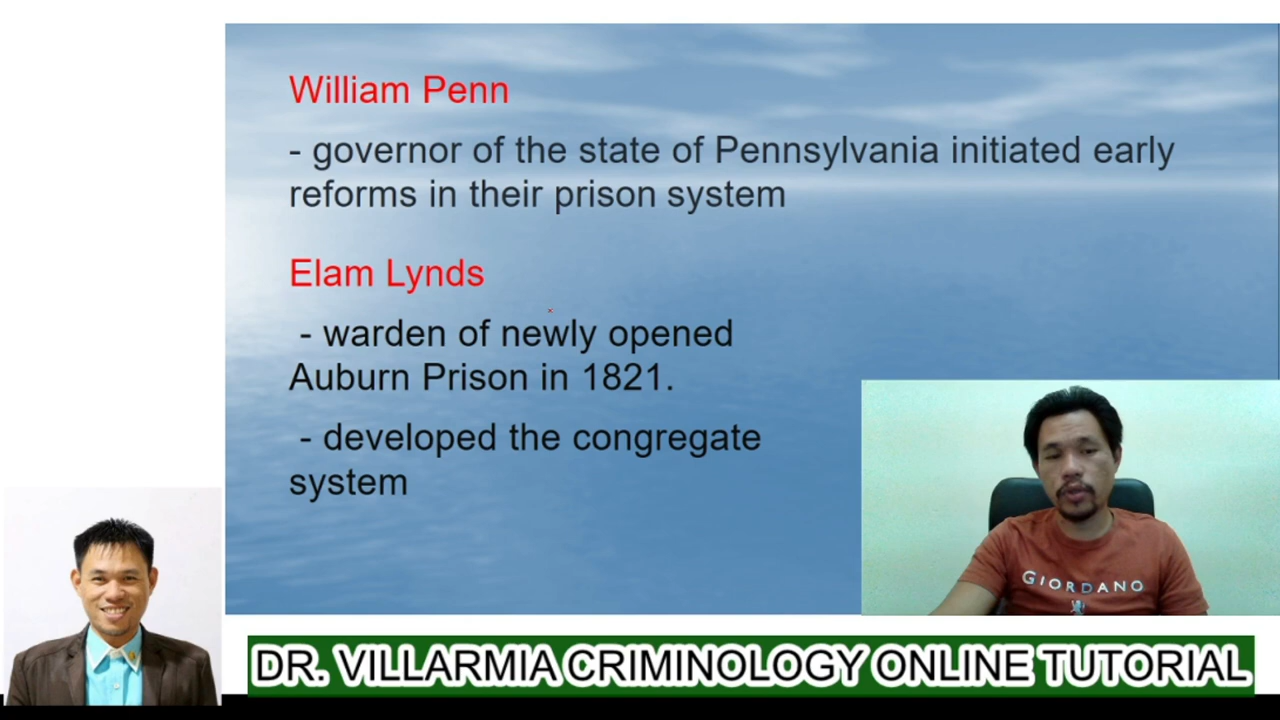 William Penn
- governor of the state of Pennsylvania initiated early
reforms in their prison system
Elam Lynds
- warden of newly opened
Auburn Prison in 1821.
- developed the congregate
system
GIORDANO
DR. VILLARMIA CRIMINOLOGY ONLINE TUTORIAL